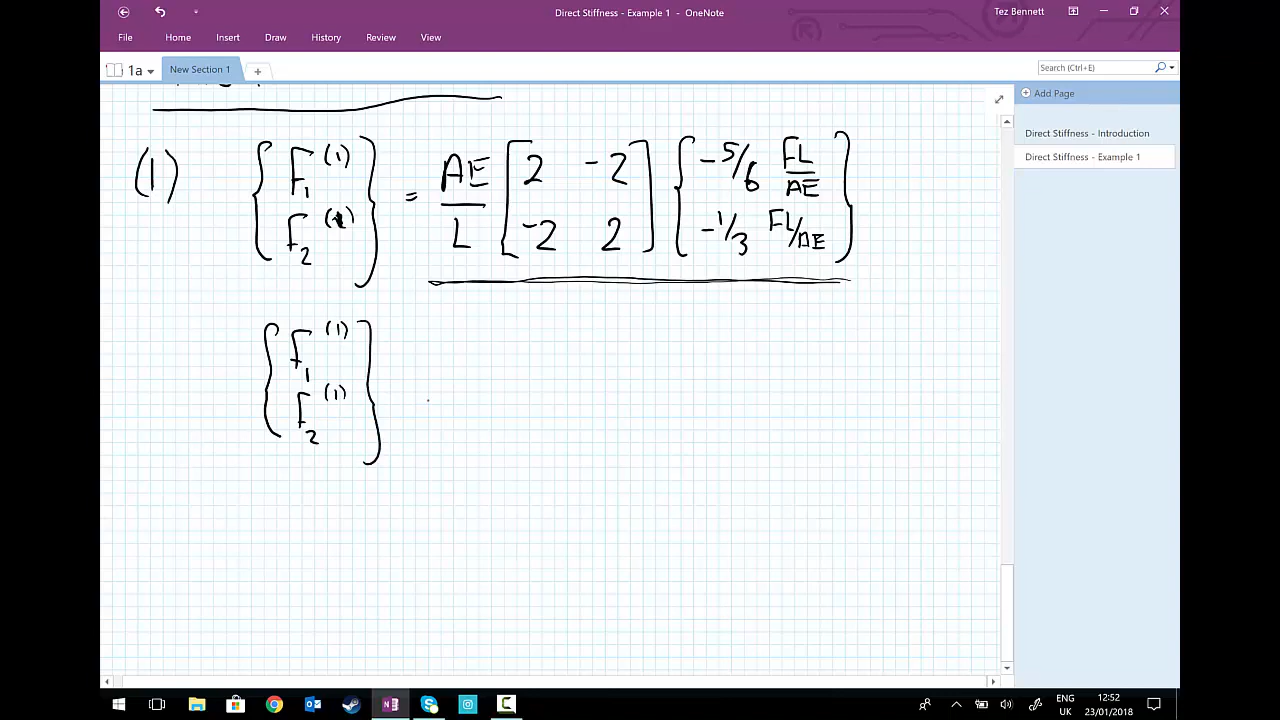 Direct Stiffness - Example 1 - OneNote
Tez Bennett
File Home Insert Draw History Review View
1a
New Section 1
+
Search (Ctrl+E)
Add Page
Direct Stiffness - Introduction
Direct Stiffness - Example 1
(1) { f₁⁽¹⁾ f₂⁽¹⁾ } = AE/L [ 2 -2 -2 2 ] { -5/6 FL/AE -1/3 FL/AE }
{ f₁⁽¹⁾ f₂⁽¹⁾ }
ENG
UK
12:52
23/01/2018